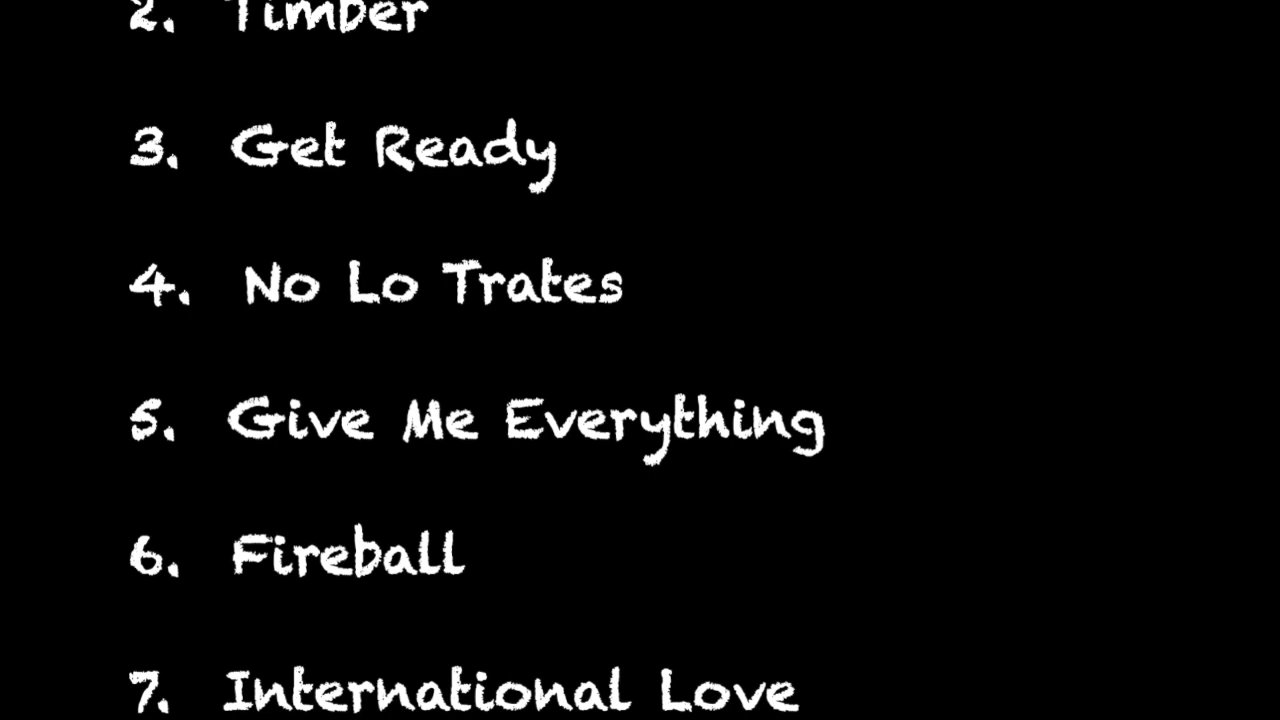 2. Timber
3. Get Ready
4. No Lo Trates
5. Give Me Everything
6. Fireball
7. International Love